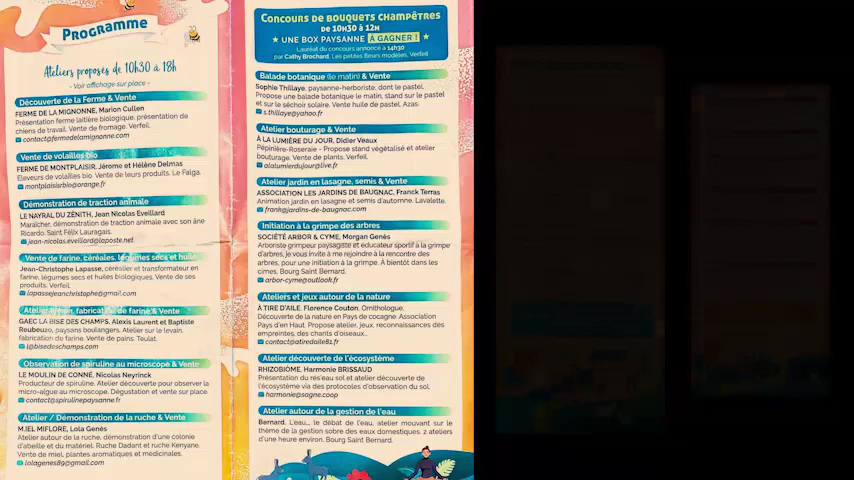 Programme
Ateliers proposés de 10h30 à 18h
- Voir affichage sur place -
Découverte de la Ferme & Vente
FERME DE LA MIGNONNE, Marion Cullen
Présentation ferme laitière biologique, présentation de
chiens de travail. Vente de fromage. Verfeil.
contact@fermedelamignonne.com
Vente de volailles bio
FERME DE MONTPLAISIR, Jérome et Hélène Delmas
Eleveurs de volailles bio. Vente de leurs produits. Le Falga.
montplaisirbio@orange.fr
Démonstration de traction animale
LE NAYRAL DU ZÉNITH, Jean Nicolas Eveillard
Maraîcher, démonstration de traction animale avec son âne
Ricardo. Saint Félix Lauragais.
jean-nicolas.eveillard@laposte.net
Vente de farine, céréales, légumes secs et huile
Jean-Christophe Lapasse, céréalier et transformateur en
farine, légumes secs et huiles biologiques. Vente de ses
produits. Verfeil.
lapassejeanchristophe@gmail.com
Atelier levain, fabrication de farine & Vente
GAEC LA BISE DES CHAMPS, Alexis Laurent et Baptiste
Reubeuzo, paysans boulangers. Atelier sur le levain,
fabrication de farine. Vente de pains. Teulat.
l@bisedeschamps.com
Observation de spiruline au microscope & Vente
LE MOULIN DE CONNÉ, Nicolas Neyrinck
Producteur de spiruline. Atelier découverte pour observer la
micro-algue au microscope. Dégustation et vente sur place.
contact@spirulinepaysanne.fr
Atelier / Démonstration de la ruche & Vente
MIEL MIFLORE, Lola Genès
Atelier autour de la ruche, démonstration d'une colonie
d'abeille et du matériel. Ruche Dadant et ruche Kenyane.
Vente de miel, plantes aromatiques et médicinales.
lolagenes89@gmail.com
Concours de bouquets champêtres
de 10h30 à 12h
★ UNE BOX PAYSANNE À GAGNER ! ★
Lauréat du concours annoncé à 14h30
par Cathy Brochard, Les petites fleurs modèles, Verfeil
Balade botanique (le matin) & Vente
Sophie Thillaye, paysanne-herboriste, dont le pastel.
Propose une balade botanique le matin, stand sur le pastel
et sur le séchoir solaire. Vente huile de pastel. Azas.
s.thillaye@yahoo.fr
Atelier bouturage & Vente
À LA LUMIÈRE DU JOUR, Didier Veaux
Pépinière-Roseraie - Propose stand végétalisé et atelier
bouturage. Vente de plants. Verfeil.
alalumierdujour@live.fr
Atelier jardin en lasagne, semis & Vente
ASSOCIATION LES JARDINS DE BAUGNAC, Franck Terras
Animation jardin en lasagne et semis d'automne. Lavalette.
frank@jardins-de-baugnac.com
Initiation à la grimpe des arbres
SOCIÉTÉ ARBOR & CYME, Morgan Genès
Arboriste grimpeur paysagiste et éducateur sportif à la grimpe
d'arbres, je vous invite à me rejoindre à la rencontre des arbres,
pour une initiation à la grimpe. À bientôt dans les
cimes. Bourg Saint Bernard.
arbor-cyme@outlook.fr
Ateliers et jeux autour de la nature
À TIRE D'AILE, Florence Couton, Ornithologue.
Découverte de la nature en Pays de cocagne. Association
Pays d'en Haut. Propose atelier, jeux, reconnaissances des
empreintes, des chants d'oiseaux...
contact@atiredaile81.fr
Atelier découverte de l'écosystème
RHIZOBIÔME, Harmonie BRISSAUD
Présentation du réseau sol et atelier découverte de
l'écosystème via des protocoles d'observation du sol.
harmonie@sagne.coop
Atelier autour de la gestion de l'eau
Bernard. L'eau,., le débat de l'eau, atelier mouvant sur le
thème de la gestion sobre des eaux domestiques. 2 ateliers
d'une heure environ. Bourg Saint Bernard.